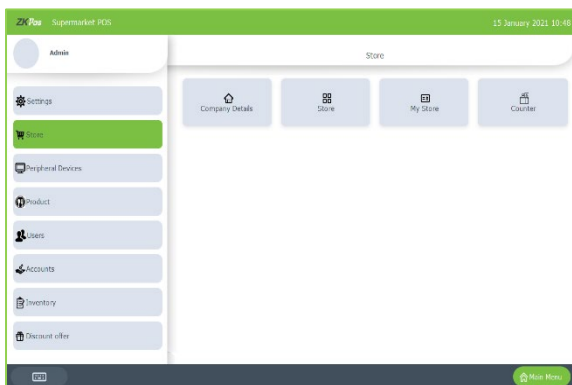 ZKPos Supermarket POS 15 January 2021 10:48
Admin
Store
Settings
Store
Peripheral Devices
Product
Users
Accounts
Inventory
Discount offer
Company Details
Store
My Store
Counter
Main Menu